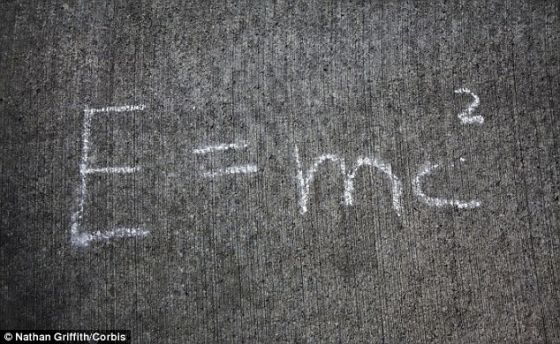 E = mc²
© Nathan Griffith/Corbis